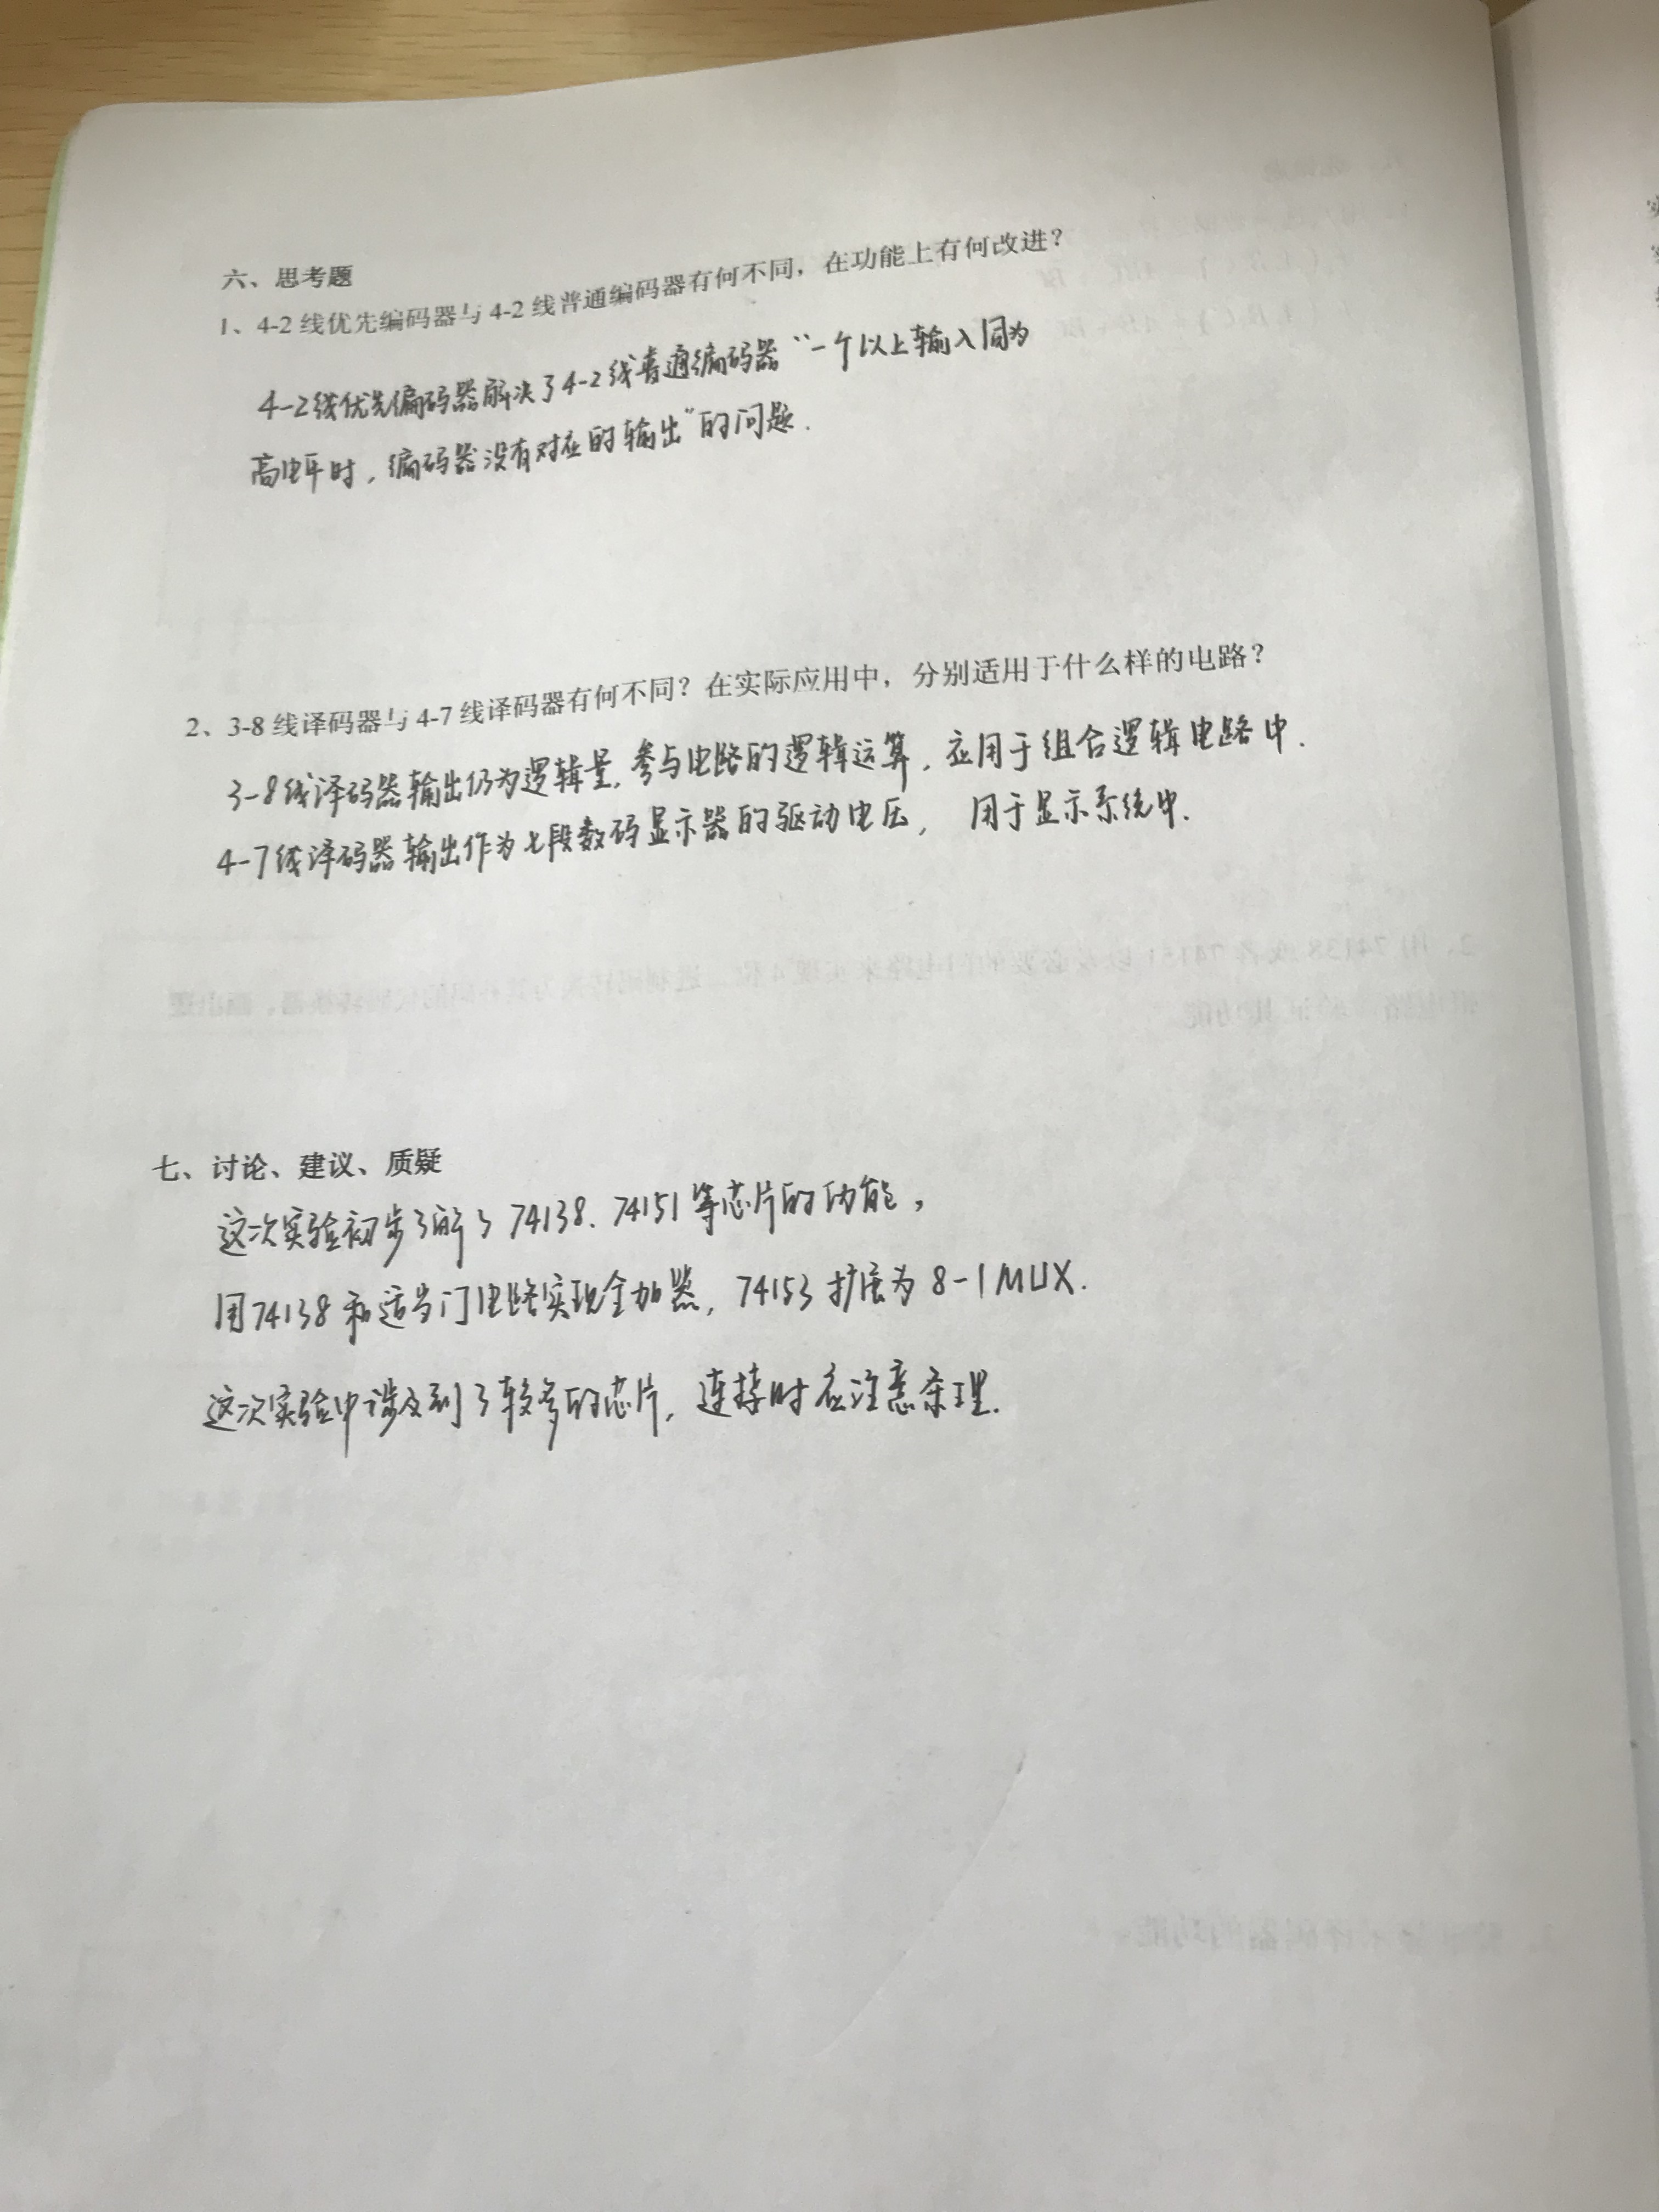 六、思考题
1、4-2 线优先编码器与 4-2 线普通编码器有何不同，在功能上有何改进？
4-2线优先编码器解决了4-2线普通编码器“一个以上输入同为
高电平时，编码器没有对应的输出”的问题．
2、3-8 线译码器与 4-7 线译码器有何不同？在实际应用中，分别适用于什么样的电路？
3-8线译码器输出仍为逻辑量，参与电路的逻辑运算，应用于组合逻辑电路中．
4-7线译码器输出作为七段数码显示器的驱动电压，用于显示系统中．
七、讨论、建议、质疑
这次实验初步了解了74138、74151等芯片的功能，
用74138和适当门电路实现全加器，74153扩展为8-1MUX．
这次实验中涉及到了较多的芯片，连接时应注意条理．